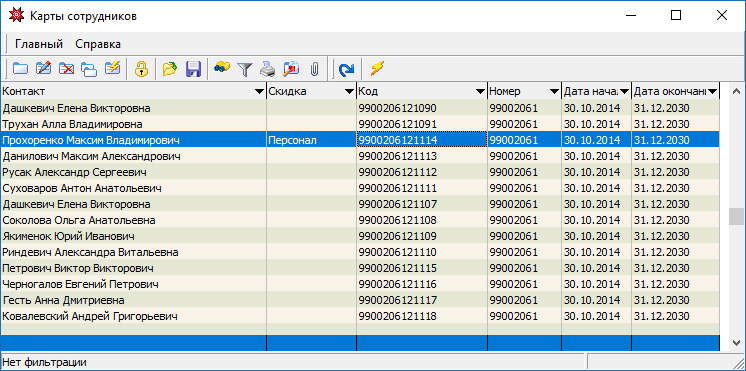 Карты сотрудников
Главный Справка
Контакт Скидка Код Номер Дата нача. Дата окончани
Дашкевич Елена Викторовна 9900206121090 99002061 30.10.2014 31.12.2030
Трухан Алла Владимировна 9900206121091 99002061 30.10.2014 31.12.2030
Прохоренко Максим Владимирович Персонал 9900206121114 99002061 30.10.2014 31.12.2030
Данилович Максим Александрович 9900206121113 99002061 30.10.2014 31.12.2030
Русак Александр Сергеевич 9900206121112 99002061 30.10.2014 31.12.2030
Суховаров Антон Анатольевич 9900206121111 99002061 30.10.2014 31.12.2030
Дашкевич Елена Викторовна 9900206121107 99002061 30.10.2014 31.12.2030
Соколова Ольга Анатольевна 9900206121108 99002061 30.10.2014 31.12.2030
Якименок Юрий Иванович 9900206121109 99002061 30.10.2014 31.12.2030
Риндевич Александра Витальевна 9900206121110 99002061 30.10.2014 31.12.2030
Петрович Виктор Викторович 9900206121115 99002061 30.10.2014 31.12.2030
Черногалов Евгений Петрович 9900206121116 99002061 30.10.2014 31.12.2030
Гесть Анна Дмитриевна 9900206121117 99002061 30.10.2014 31.12.2030
Ковалевский Андрей Григорьевич 9900206121118 99002061 30.10.2014 31.12.2030
Нет фильтрации